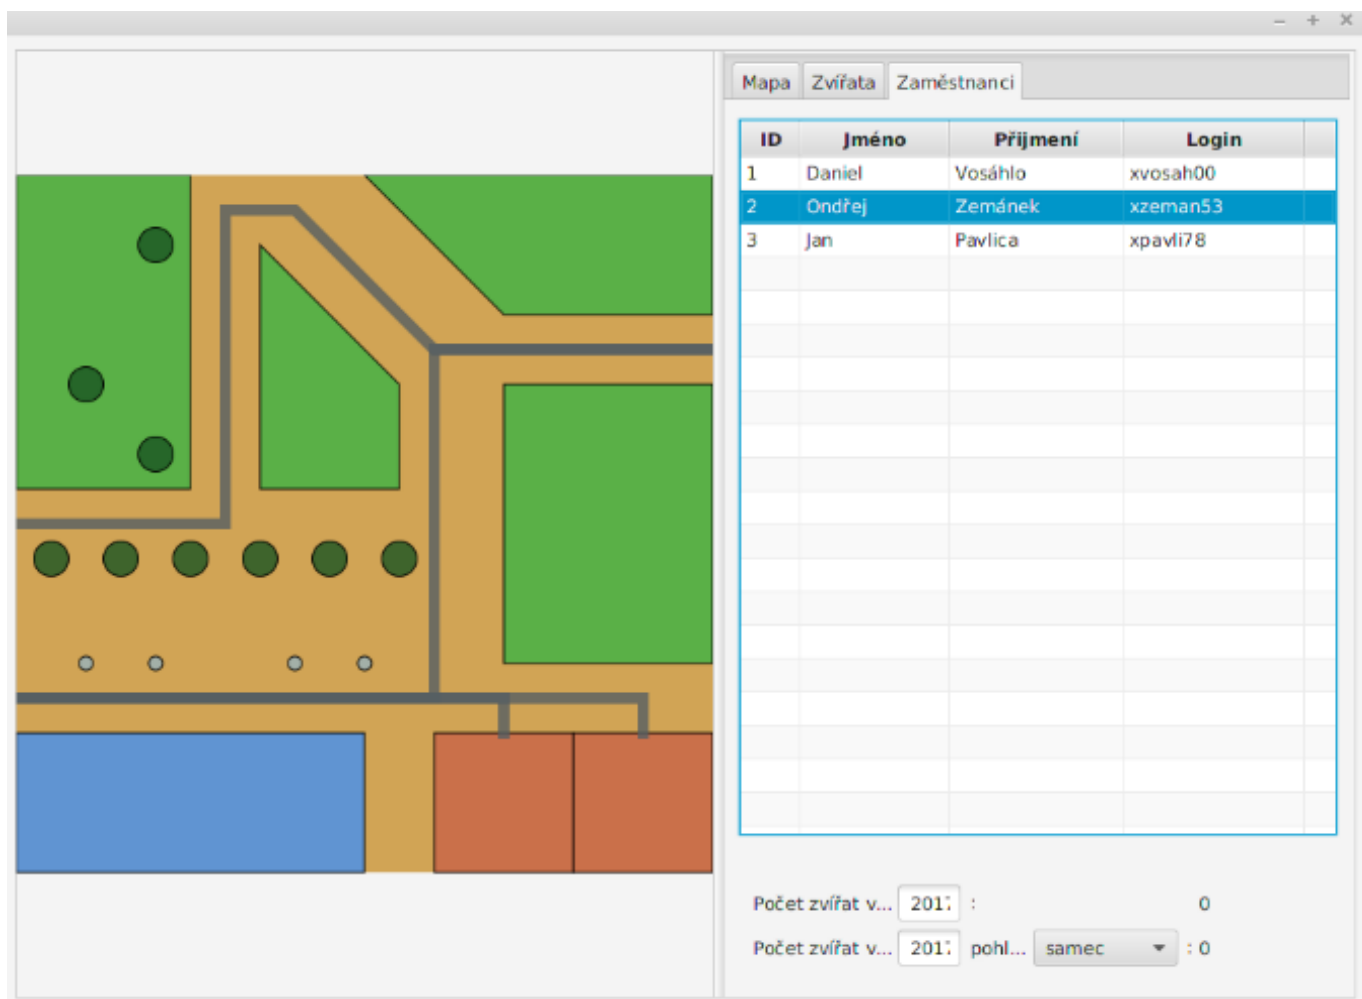 Mapa Zvířata Zaměstnanci
ID Jméno Přijmení Login
1 Daniel Vosáhlo xvosah00
2 Ondřej Zemánek xzeman53
3 Jan Pavlica xpavli78
Počet zvířat v... : 0
Počet zvířat v... pohl... samec : 0